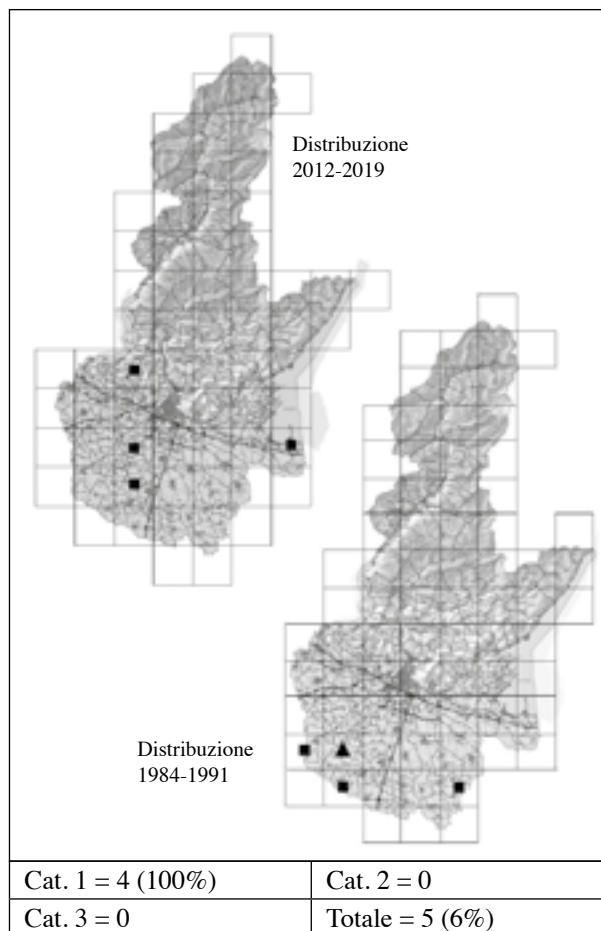 Distribuzione
2012-2019
Distribuzione
1984-1991
Cat. 1 = 4 (100%)
Cat. 2 = 0
Cat. 3 = 0
Totale = 5 (6%)